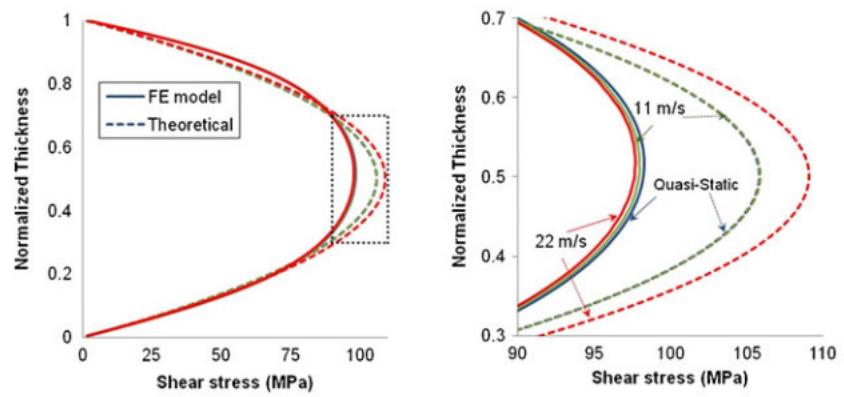 1
0.8
0.6
0.4
0.2
0
Normalized Thickness
FE model
Theoretical
0 25 50 75 100
Shear stress (MPa)
0.7
0.6
0.5
0.4
0.3
Normalized Thickness
11 m/s
Quasi-Static
22 m/s
90 95 100 105 110
Shear stress (MPa)